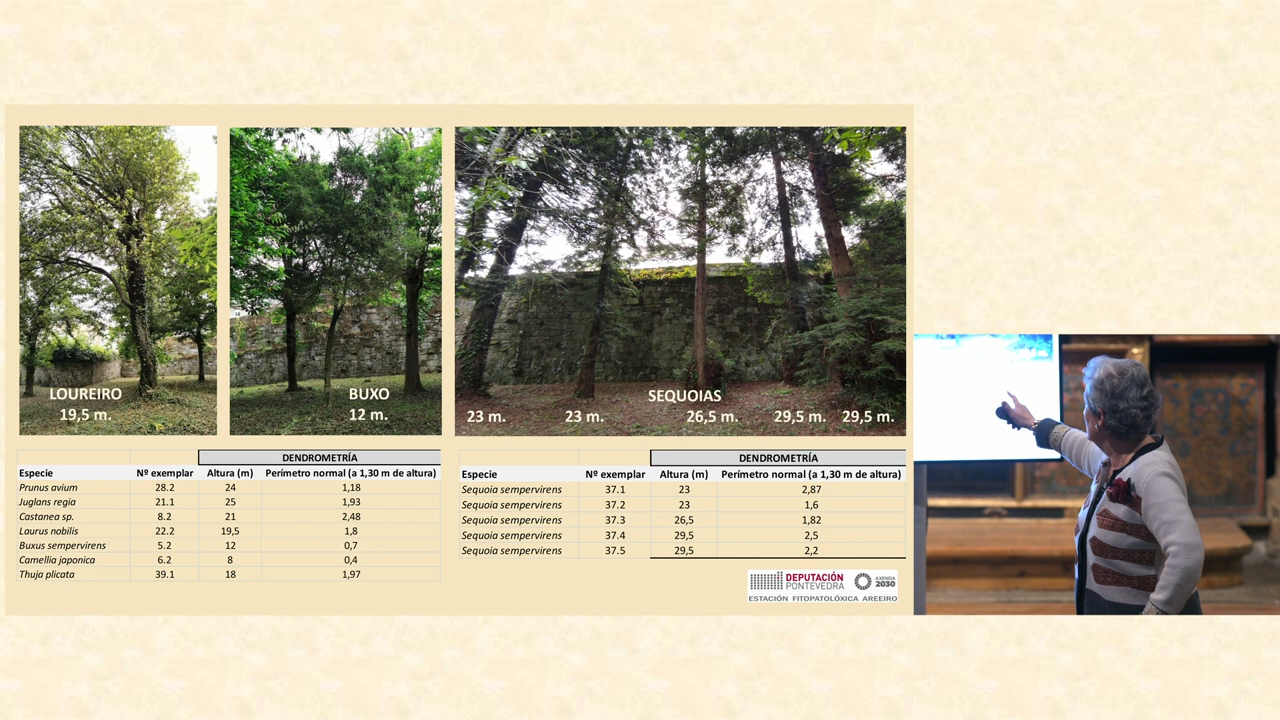 LOUREIRO
19,5 m.
BUXO
12 m.
SEQUOIAS
23 m. 23 m. 26,5 m. 29,5 m. 29,5 m.
DENDROMETRÍA
Especie Nº exemplar Altura (m) Perímetro normal (a 1,30 m de altura)
Prunus avium 28.2 24 1,18
Juglans regia 21.1 25 1,93
Castanea sp. 8.2 21 2,48
Laurus nobilis 22.2 19,5 1,8
Buxus sempervirens 5.2 12 0,7
Camellia japonica 6.2 8 0,4
Thuja plicata 39.1 18 1,97
DENDROMETRÍA
Especie Nº exemplar Altura (m) Perímetro normal (a 1,30 m de altura)
Sequoia sempervirens 37.1 23 2,87
Sequoia sempervirens 37.2 23 1,6
Sequoia sempervirens 37.3 26,5 1,82
Sequoia sempervirens 37.4 29,5 2,5
Sequoia sempervirens 37.5 29,5 2,2
DEPUTACIÓN
PONTEVEDRA
AXENDA
2030
ESTACIÓN FITOPATOLÓXICA AREEIRO